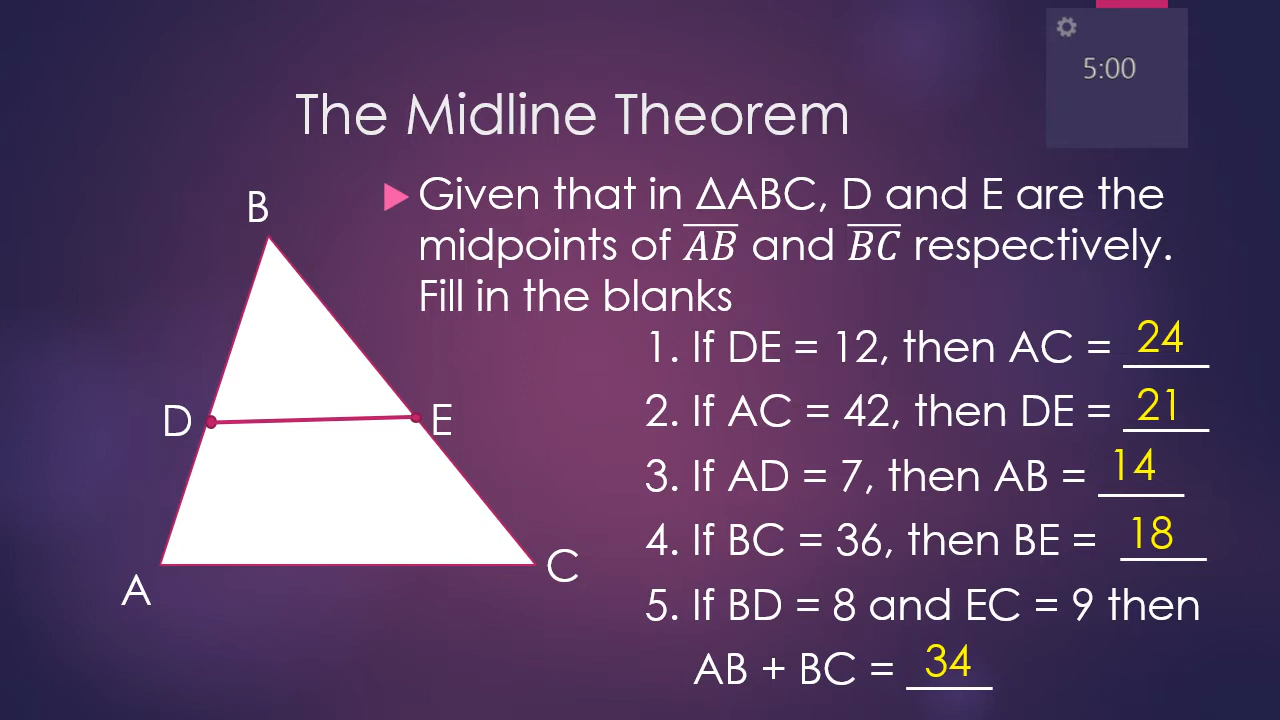 5:00
The Midline Theorem
Given that in ΔABC, D and E are the
midpoints of \overline{AB} and \overline{BC} respectively.
Fill in the blanks
1. If DE = 12, then AC = 24
2. If AC = 42, then DE = 21
3. If AD = 7, then AB = 14
4. If BC = 36, then BE = 18
5. If BD = 8 and EC = 9 then
AB + BC = 34
B
D
E
A
C